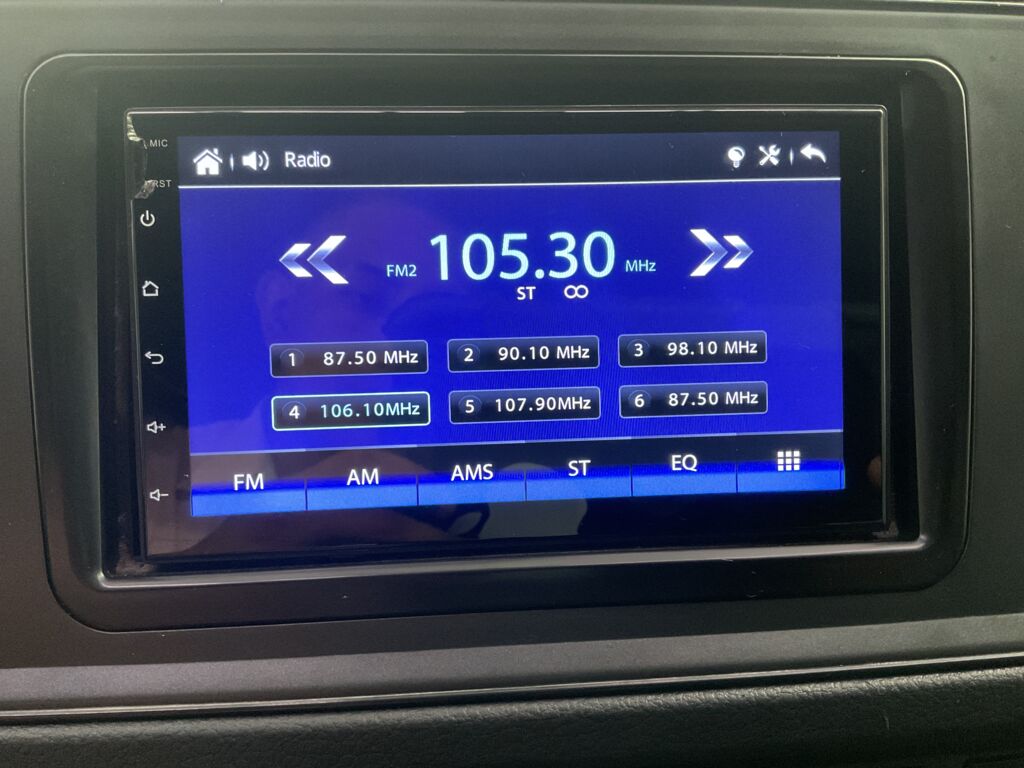 MIC
RST
Radio
FM2 105.30 MHz
ST
1 87.50 MHz
2 90.10 MHz
3 98.10 MHz
4 106.10MHz
5 107.90MHz
6 87.50 MHz
FM
AM
AMS
ST
EQ